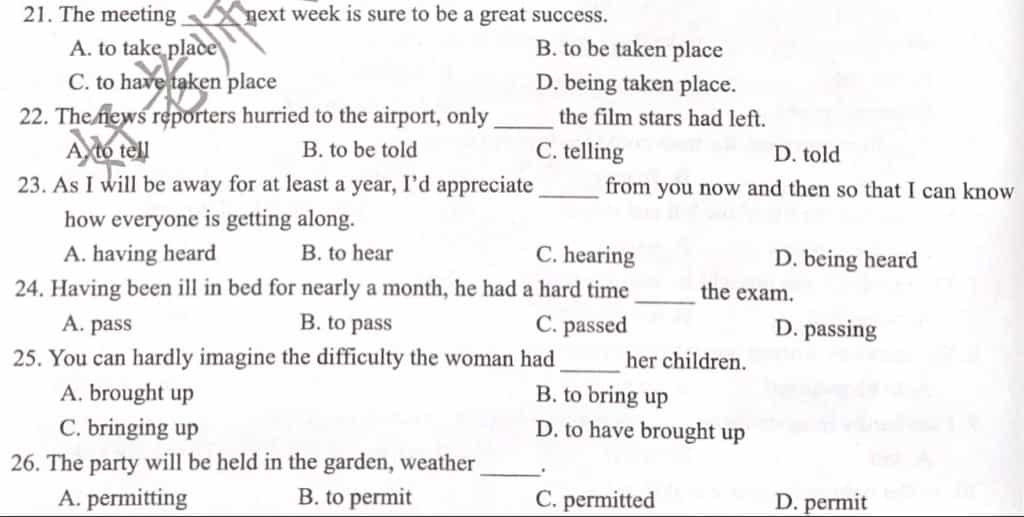 21. The meeting _____ next week is sure to be a great success.
A. to take place B. to be taken place
C. to have taken place D. being taken place.
22. The news reporters hurried to the airport, only _____ the film stars had left.
A. to tell B. to be told C. telling D. told
23. As I will be away for at least a year, I'd appreciate _____ from you now and then so that I can know
how everyone is getting along.
A. having heard B. to hear C. hearing D. being heard
24. Having been ill in bed for nearly a month, he had a hard time _____ the exam.
A. pass B. to pass C. passed D. passing
25. You can hardly imagine the difficulty the woman had _____ her children.
A. brought up B. to bring up
C. bringing up D. to have brought up
26. The party will be held in the garden, weather _____.
A. permitting B. to permit C. permitted D. permit